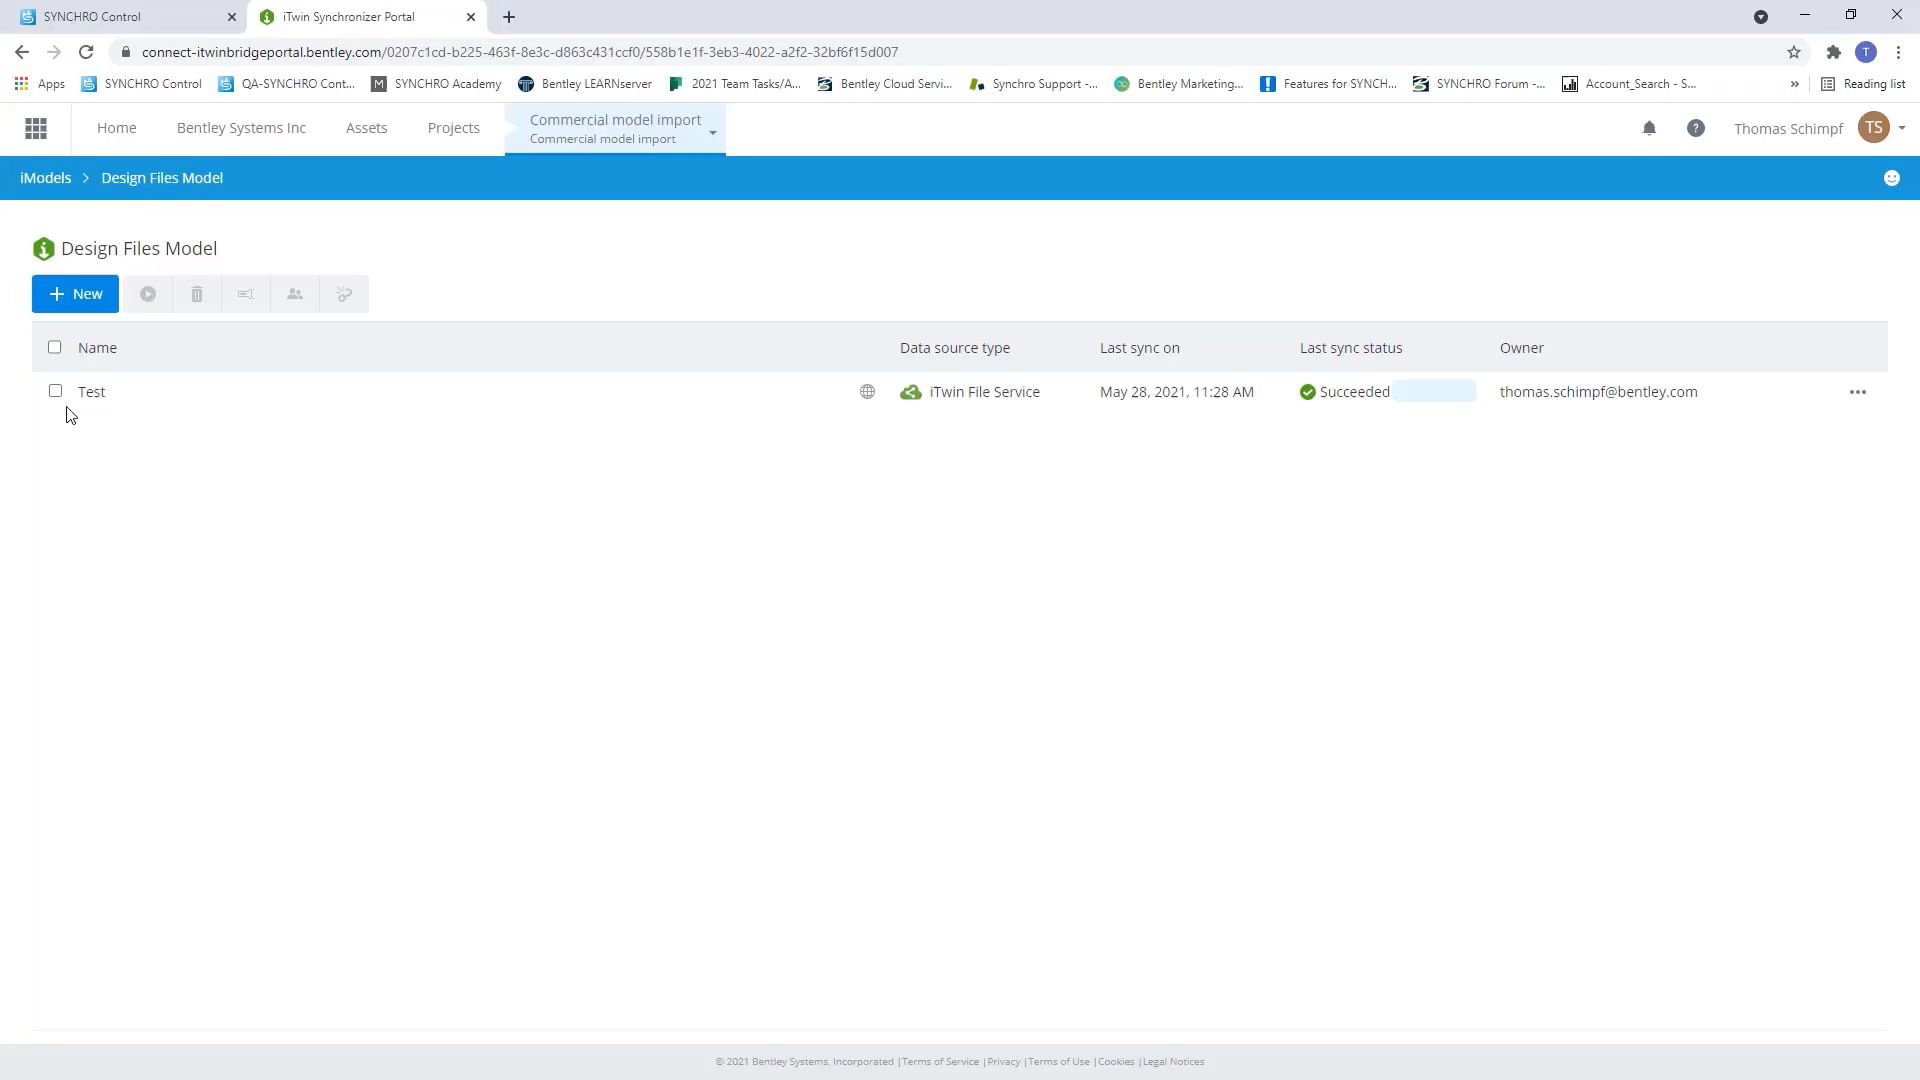 SYNCHRO Control
iTwin Synchronizer Portal
connect-itwinbridgeportal.bentley.com/0207c1cd-b225-463f-8e3c-d863c431ccf0/558b1e1f-3eb3-4022-a2f2-32bf6f15d007
T
Apps SYNCHRO Control QA-SYNCHRO Cont... M SYNCHRO Academy Bentley LEARNserver 2021 Team Tasks/A... Bentley Cloud Servi... Synchro Support -... Bentley Marketing... Features for SYNCH... SYNCHRO Forum -... Account_Search - S... » Reading list
Home Bentley Systems Inc Assets Projects Commercial model import
Commercial model import
Thomas Schimpf TS
iModels > Design Files Model
Design Files Model
+ New
Name Data source type Last sync on Last sync status Owner
Test iTwin File Service May 28, 2021, 11:28 AM Succeeded thomas.schimpf@bentley.com
© 2021 Bentley Systems, Incorporated |Terms of Service |Privacy |Terms of Use |Cookies |Legal Notices